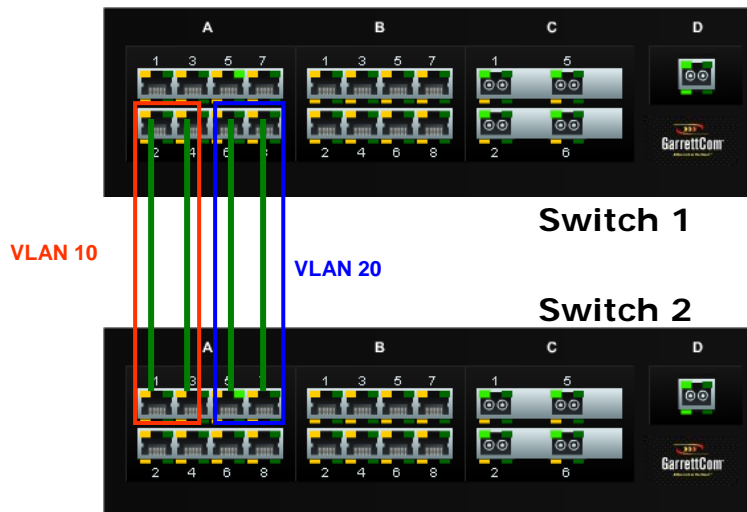 A B C D
1 3 5 7 1 3 5 7 1 5
2 4 6 8 2 4 6 8 2 6
GarrettCom
Switch 1
VLAN 10
VLAN 20
Switch 2
A B C D
1 3 5 7 1 3 5 7 1 5
2 4 6 8 2 4 6 8 2 6
GarrettCom